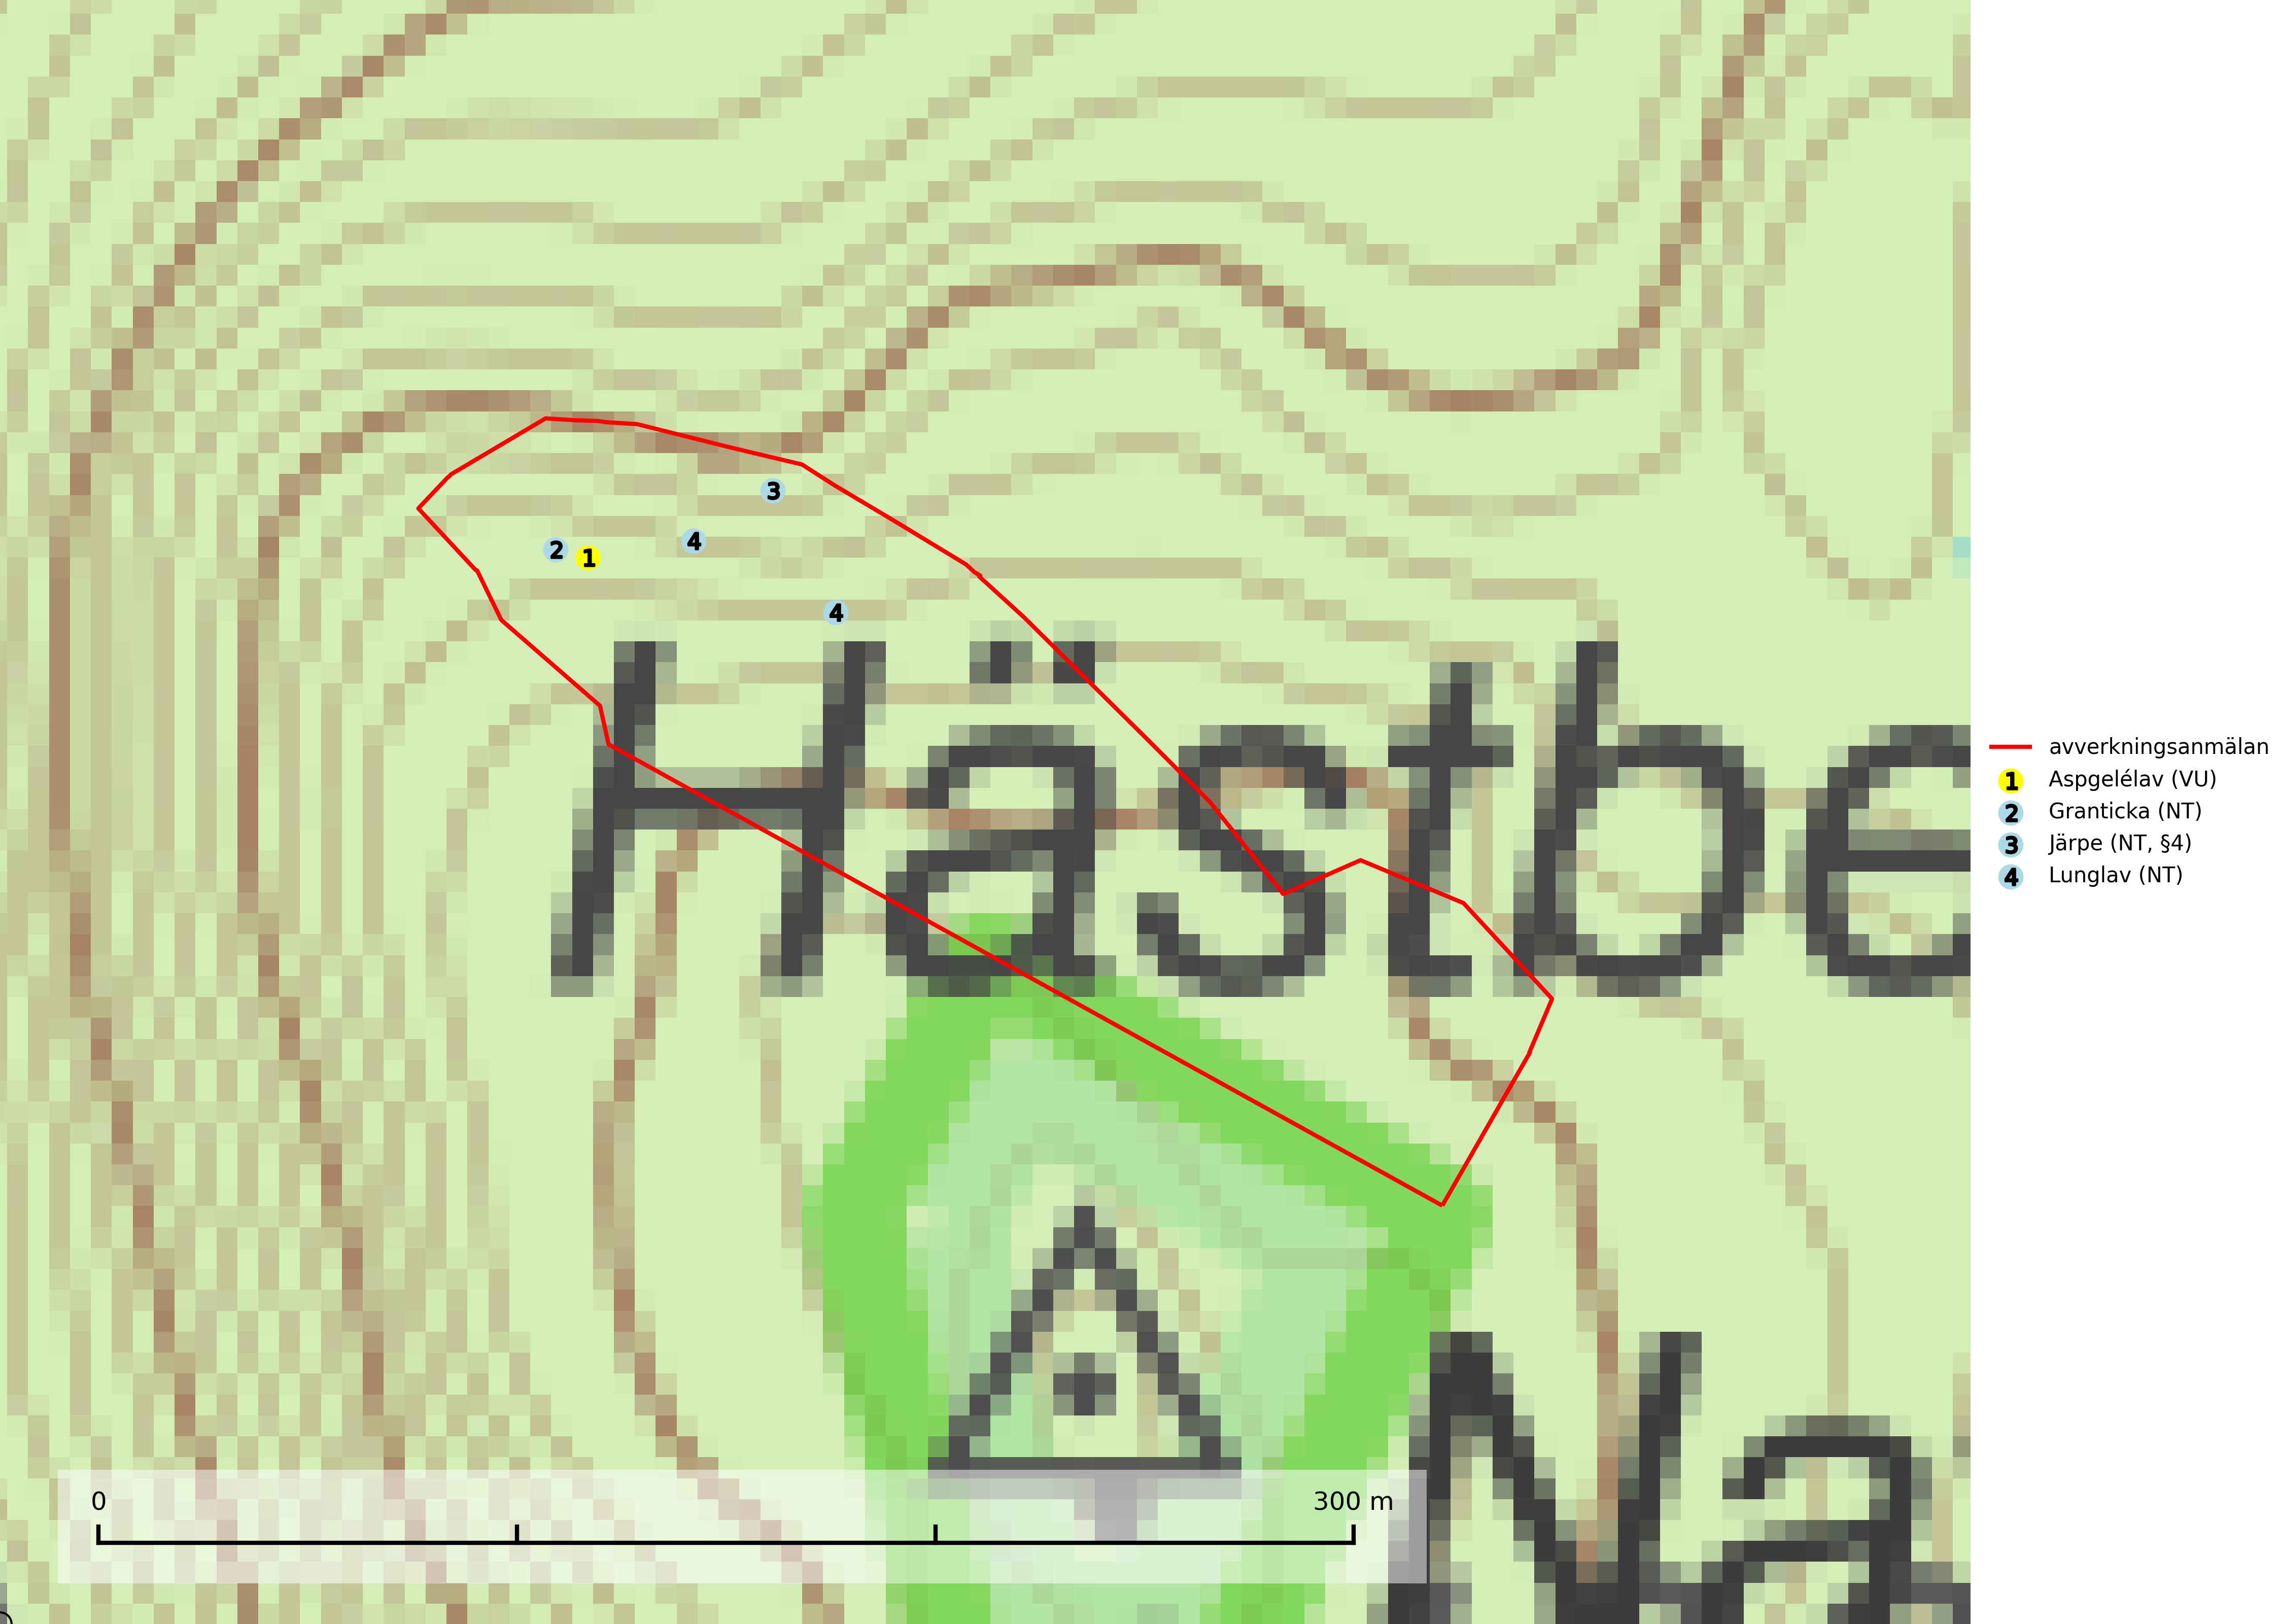 3
2 1 4
4
Hästbe
Na
0 300 m
avverkningsanmälan
1 Aspgelélav (VU)
2 Granticka (NT)
3 Järpe (NT, §4)
4 Lunglav (NT)